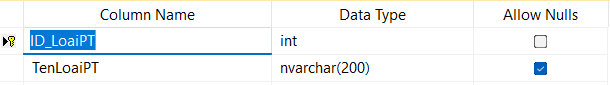 Column Name Data Type Allow Nulls
ID_LoaiPT int
TenLoaiPT nvarchar(200)